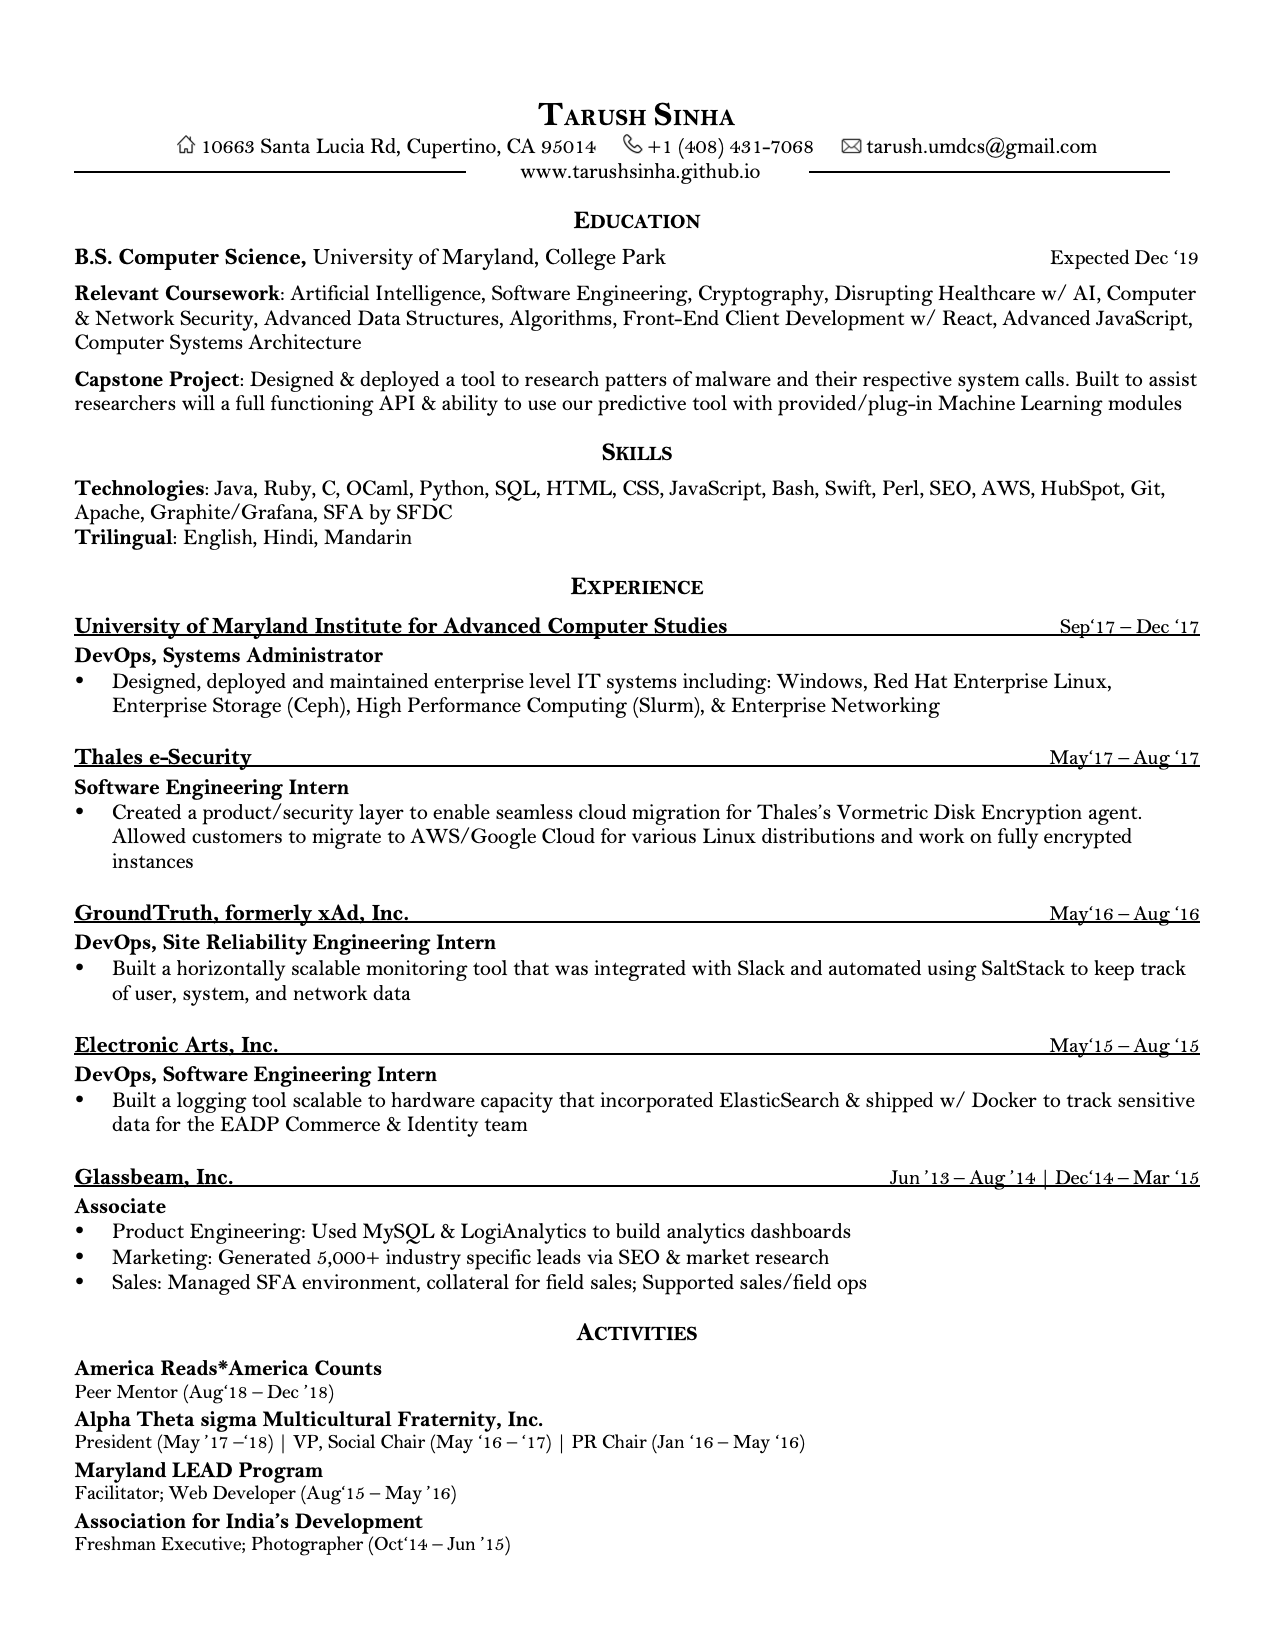 TARUSH SINHA
10663 Santa Lucia Rd, Cupertino, CA 95014 +1 (408) 431-7068 tarush.umdcs@gmail.com
www.tarushsinha.github.io
EDUCATION
B.S. Computer Science, University of Maryland, College Park Expected Dec ‘19
Relevant Coursework: Artificial Intelligence, Software Engineering, Cryptography, Disrupting Healthcare w/ AI, Computer
& Network Security, Advanced Data Structures, Algorithms, Front-End Client Development w/ React, Advanced JavaScript,
Computer Systems Architecture
Capstone Project: Designed & deployed a tool to research patters of malware and their respective system calls. Built to assist
researchers will a full functioning API & ability to use our predictive tool with provided/plug-in Machine Learning modules
SKILLS
Technologies: Java, Ruby, C, OCaml, Python, SQL, HTML, CSS, JavaScript, Bash, Swift, Perl, SEO, AWS, HubSpot, Git,
Apache, Graphite/Grafana, SFA by SFDC
Trilingual: English, Hindi, Mandarin
EXPERIENCE
University of Maryland Institute for Advanced Computer Studies Sep‘17 – Dec ‘17
DevOps, Systems Administrator
• Designed, deployed and maintained enterprise level IT systems including: Windows, Red Hat Enterprise Linux,
Enterprise Storage (Ceph), High Performance Computing (Slurm), & Enterprise Networking
Thales e-Security May‘17 – Aug ‘17
Software Engineering Intern
• Created a product/security layer to enable seamless cloud migration for Thales’s Vormetric Disk Encryption agent.
Allowed customers to migrate to AWS/Google Cloud for various Linux distributions and work on fully encrypted
instances
GroundTruth, formerly xAd, Inc. May‘16 – Aug ‘16
DevOps, Site Reliability Engineering Intern
• Built a horizontally scalable monitoring tool that was integrated with Slack and automated using SaltStack to keep track
of user, system, and network data
Electronic Arts, Inc. May‘15 – Aug ‘15
DevOps, Software Engineering Intern
• Built a logging tool scalable to hardware capacity that incorporated ElasticSearch & shipped w/ Docker to track sensitive
data for the EADP Commerce & Identity team
Glassbeam, Inc. Jun ’13 – Aug ’14 | Dec‘14 – Mar ‘15
Associate
• Product Engineering: Used MySQL & LogiAnalytics to build analytics dashboards
• Marketing: Generated 5,000+ industry specific leads via SEO & market research
• Sales: Managed SFA environment, collateral for field sales; Supported sales/field ops
ACTIVITIES
America Reads*America Counts
Peer Mentor (Aug‘18 – Dec ’18)
Alpha Theta sigma Multicultural Fraternity, Inc.
President (May ’17 –‘18) | VP, Social Chair (May ‘16 – ‘17) | PR Chair (Jan ‘16 – May ‘16)
Maryland LEAD Program
Facilitator; Web Developer (Aug‘15 – May ’16)
Association for India’s Development
Freshman Executive; Photographer (Oct‘14 – Jun ’15)